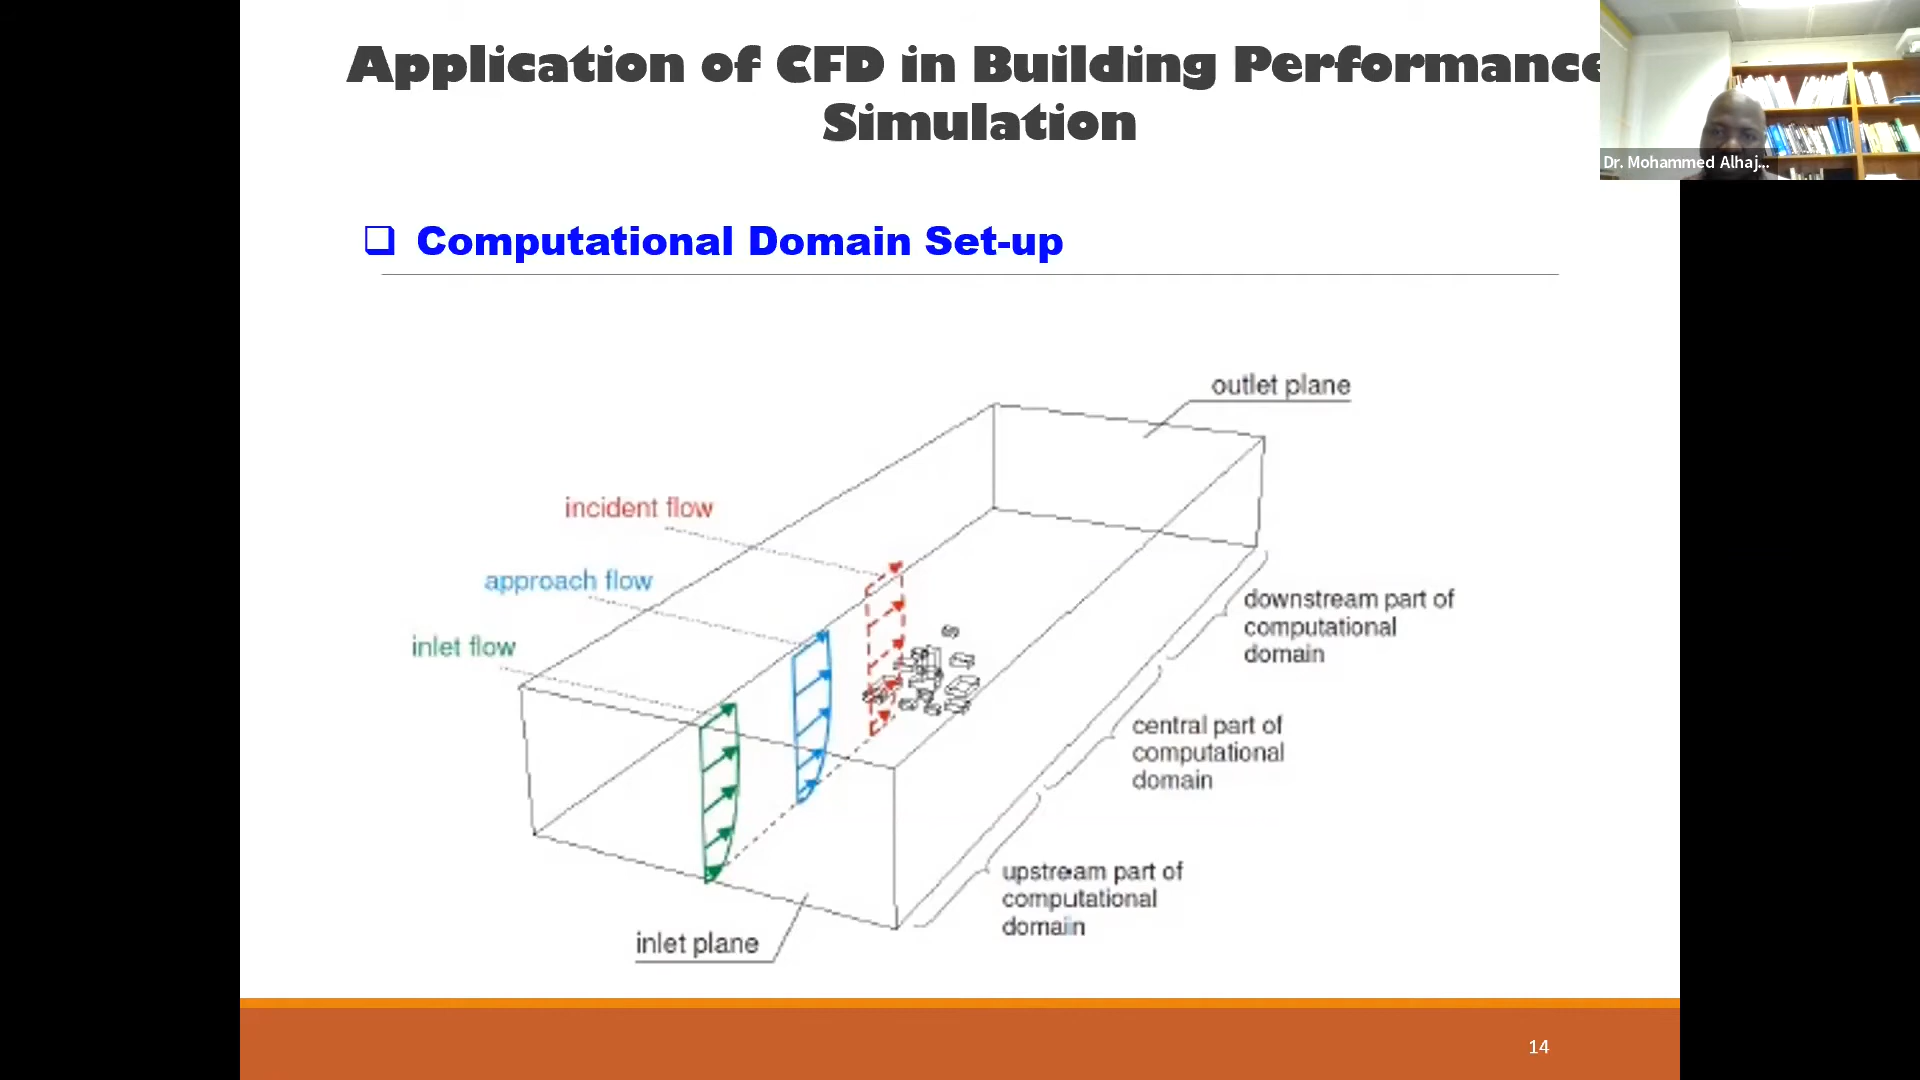 Application of CFD in Building Performance
Simulation
Dr. Mohammed Alhaj...
Computational Domain Set-up
outlet plane
incident flow
approach flow
inlet flow
downstream part of
computational
domain
central part of
computational
domain
upstream part of
computational
domain
inlet plane
14